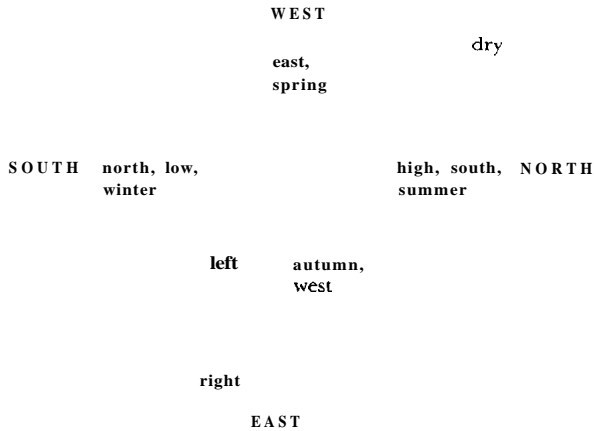 WEST
dry
east,
spring
SOUTH north, low, high, south, NORTH
winter summer
left autumn,
west
right
EAST